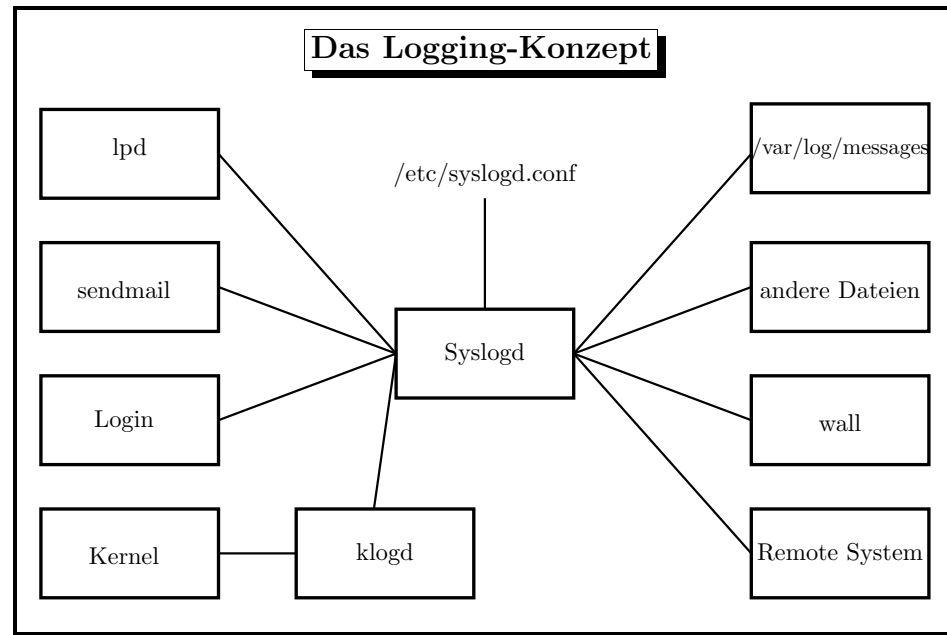 Das Logging-Konzept
lpd
/var/log/messages
/etc/syslogd.conf
sendmail
andere Dateien
Syslogd
Login
wall
Kernel
klogd
Remote System